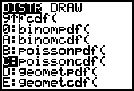 DISTR DRAW
9↑Fcdf(
0:binompdf(
A:binomcdf(
B:poissonpdf(
C:poissoncdf(
D:geometpdf(
E:geometcdf(